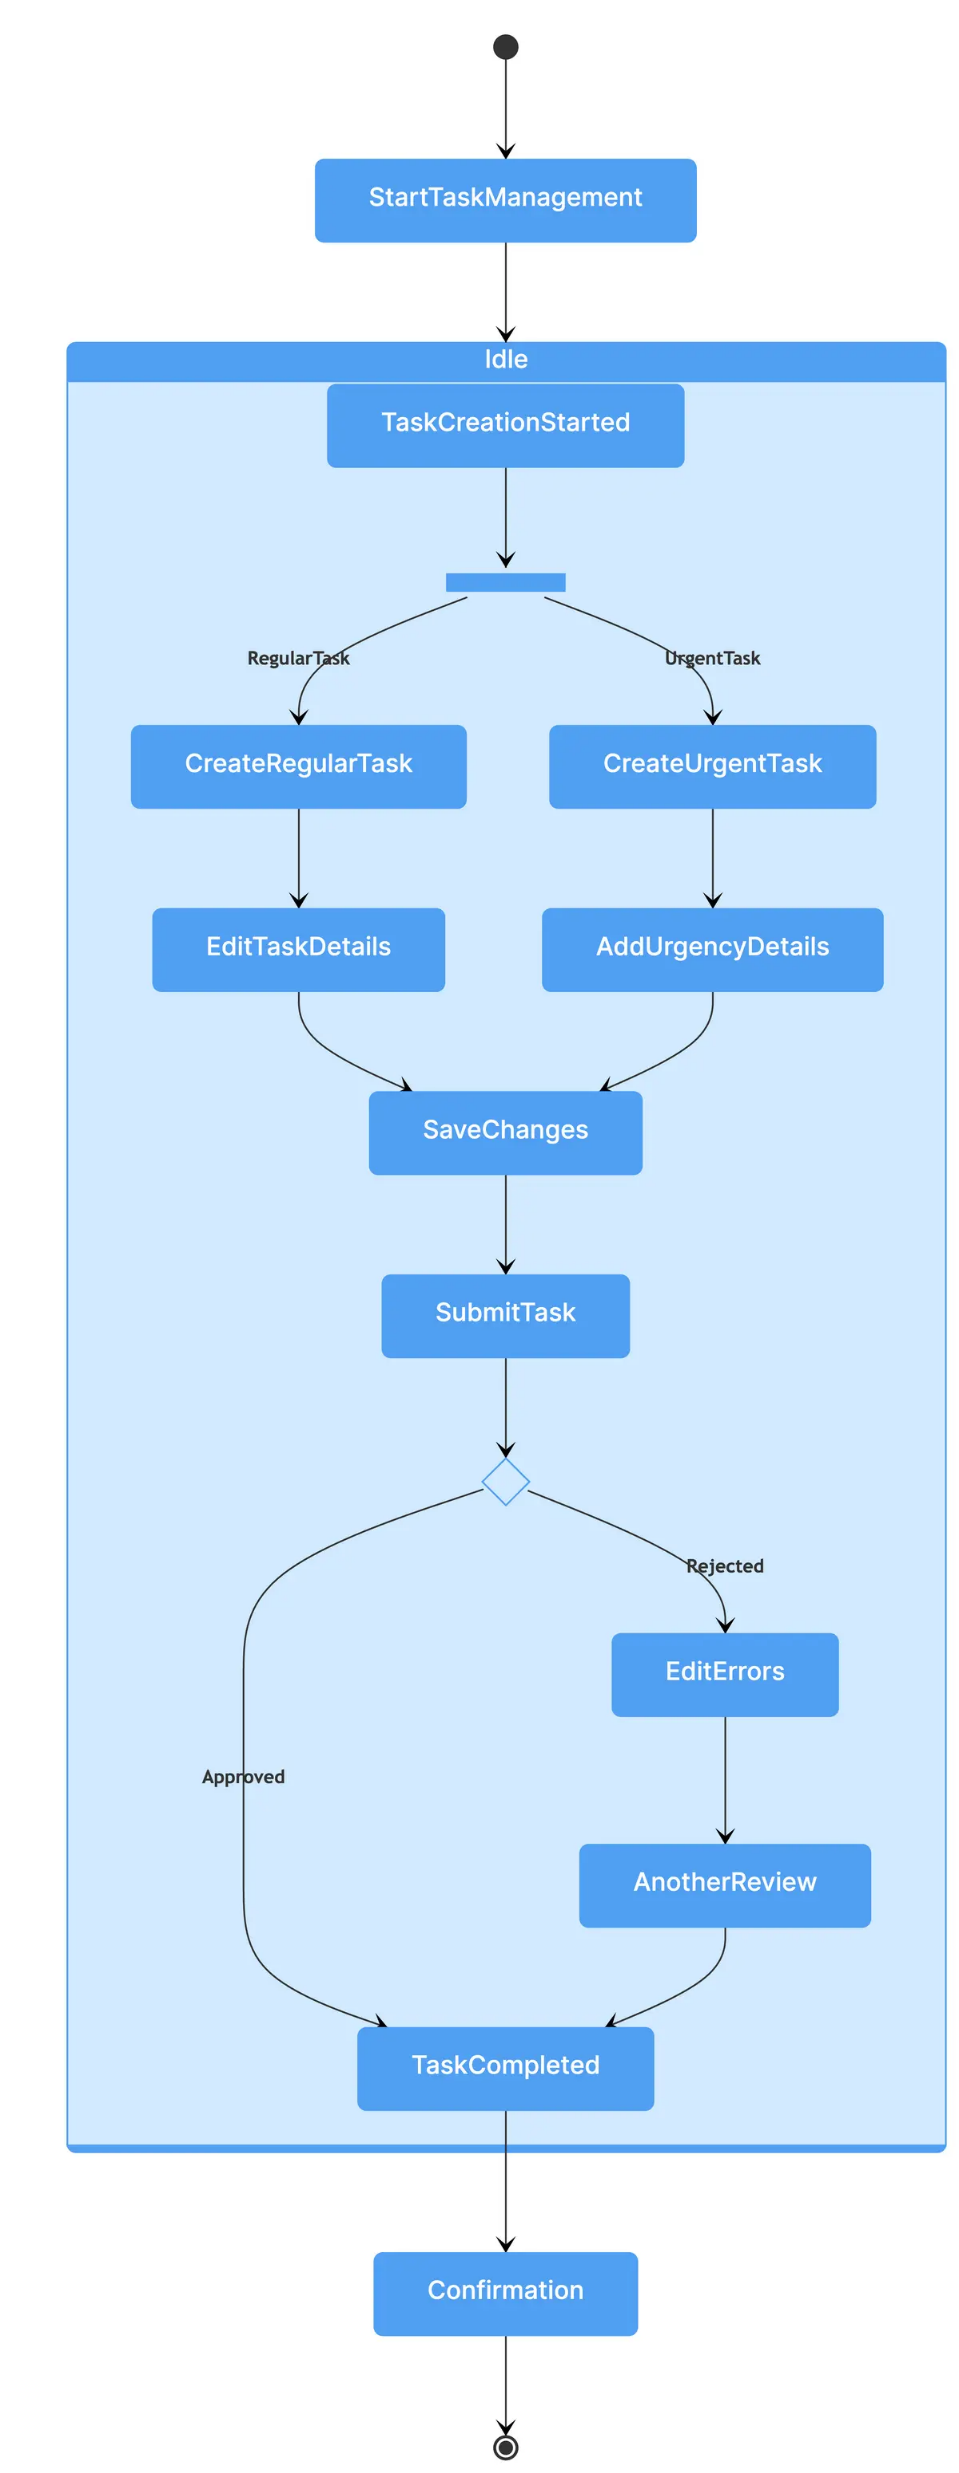 StartTaskManagement
Idle
TaskCreationStarted
RegularTask
UrgentTask
CreateRegularTask
CreateUrgentTask
EditTaskDetails
AddUrgencyDetails
SaveChanges
SubmitTask
Rejected
EditErrors
Approved
AnotherReview
TaskCompleted
Confirmation